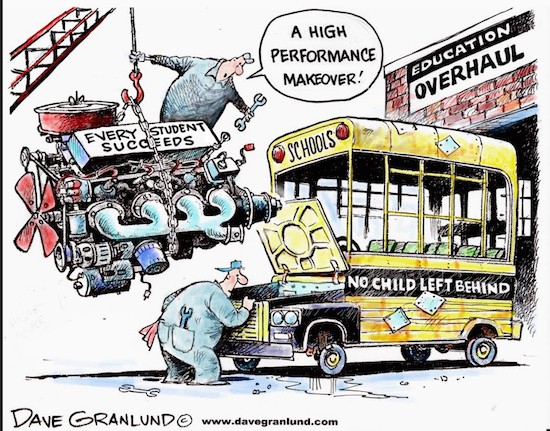 A HIGH
PERFORMANCE
MAKEOVER!
EDUCATION
OVERHAUL
EVERY STUDENT
SUCCEEDS
SCHOOLS
NO CHILD LEFT BEHIND
DAVE GRANLUND © www.davegranlund.com